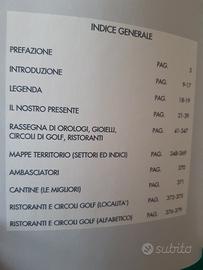 INDICE GENERALE
PREFAZIONE PAG. 5
INTRODUZIONE PAG. 9-17
LEGENDA PAG. 18-19
IL NOSTRO PRESENTE PAG. 21-39
RASSEGNA DI OROLOGI, GIOIELLI,
CIRCOLI DI GOLF, RISTORANTI PAG. 41-347
MAPPE TERRITORIO (SETTORI ED INDICI) PAG. 348-369
AMBASCIATORI PAG. 370
CANTINE (LE MIGLIORI) PAG. 371
RISTORANTI E CIRCOLI GOLF (LOCALITA') PAG. 372-375
RISTORANTI E CIRCOLI GOLF (ALFABETICO) PAG. 376-379
subito